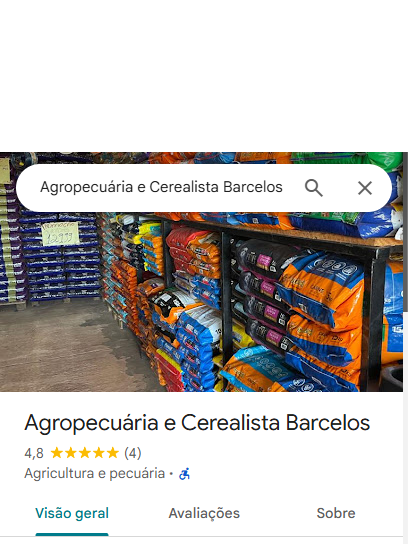 Agropecuária e Cerealista Barcelos
Agropecuária e Cerealista Barcelos
4,8 ★★★★★ (4)
Agricultura e pecuária ·
Visão geral
Avaliações
Sobre